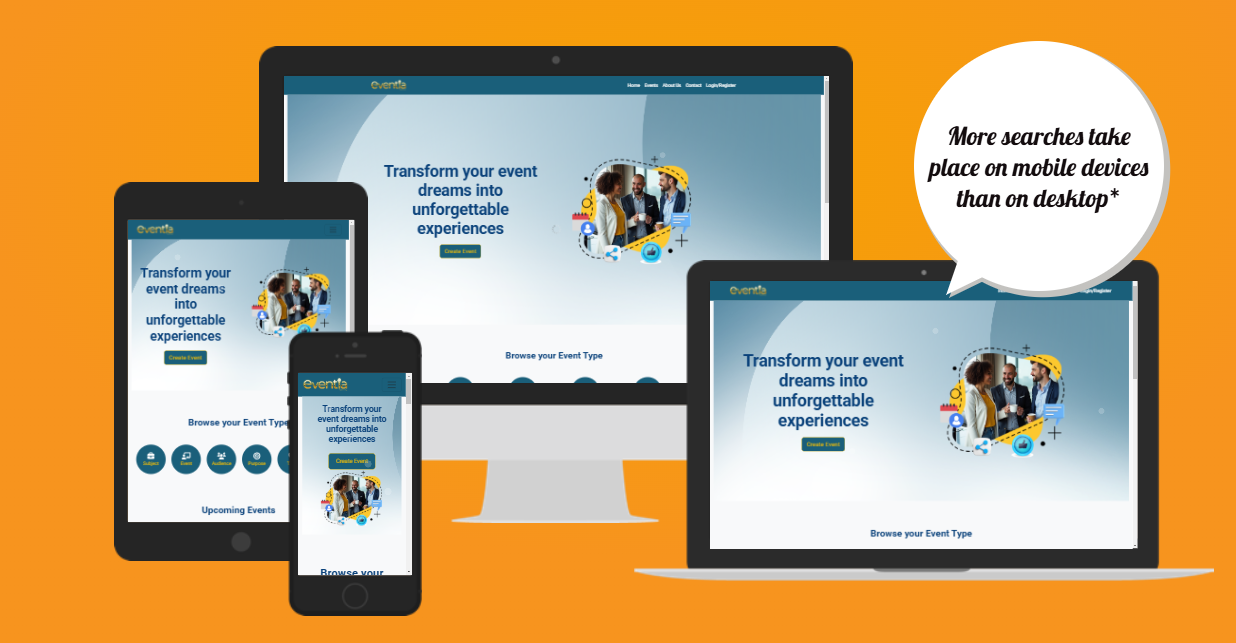 eventia
Home Events About Us Contact Login/Register
Transform your event
dreams into
unforgettable
experiences
Create Event
Browse your Event Type
More searches take
place on mobile devices
than on desktop*
eventia
Transform your
event dreams
into
unforgettable
experiences
Create Event
Browse your Event Type
Subject Event Audience Purpose
Upcoming Events
eventia
Transform your
event dreams into
unforgettable
experiences
Create Event
Browse your
eventia
Login/Register
Transform your event
dreams into
unforgettable
experiences
Create Event
Browse your Event Type